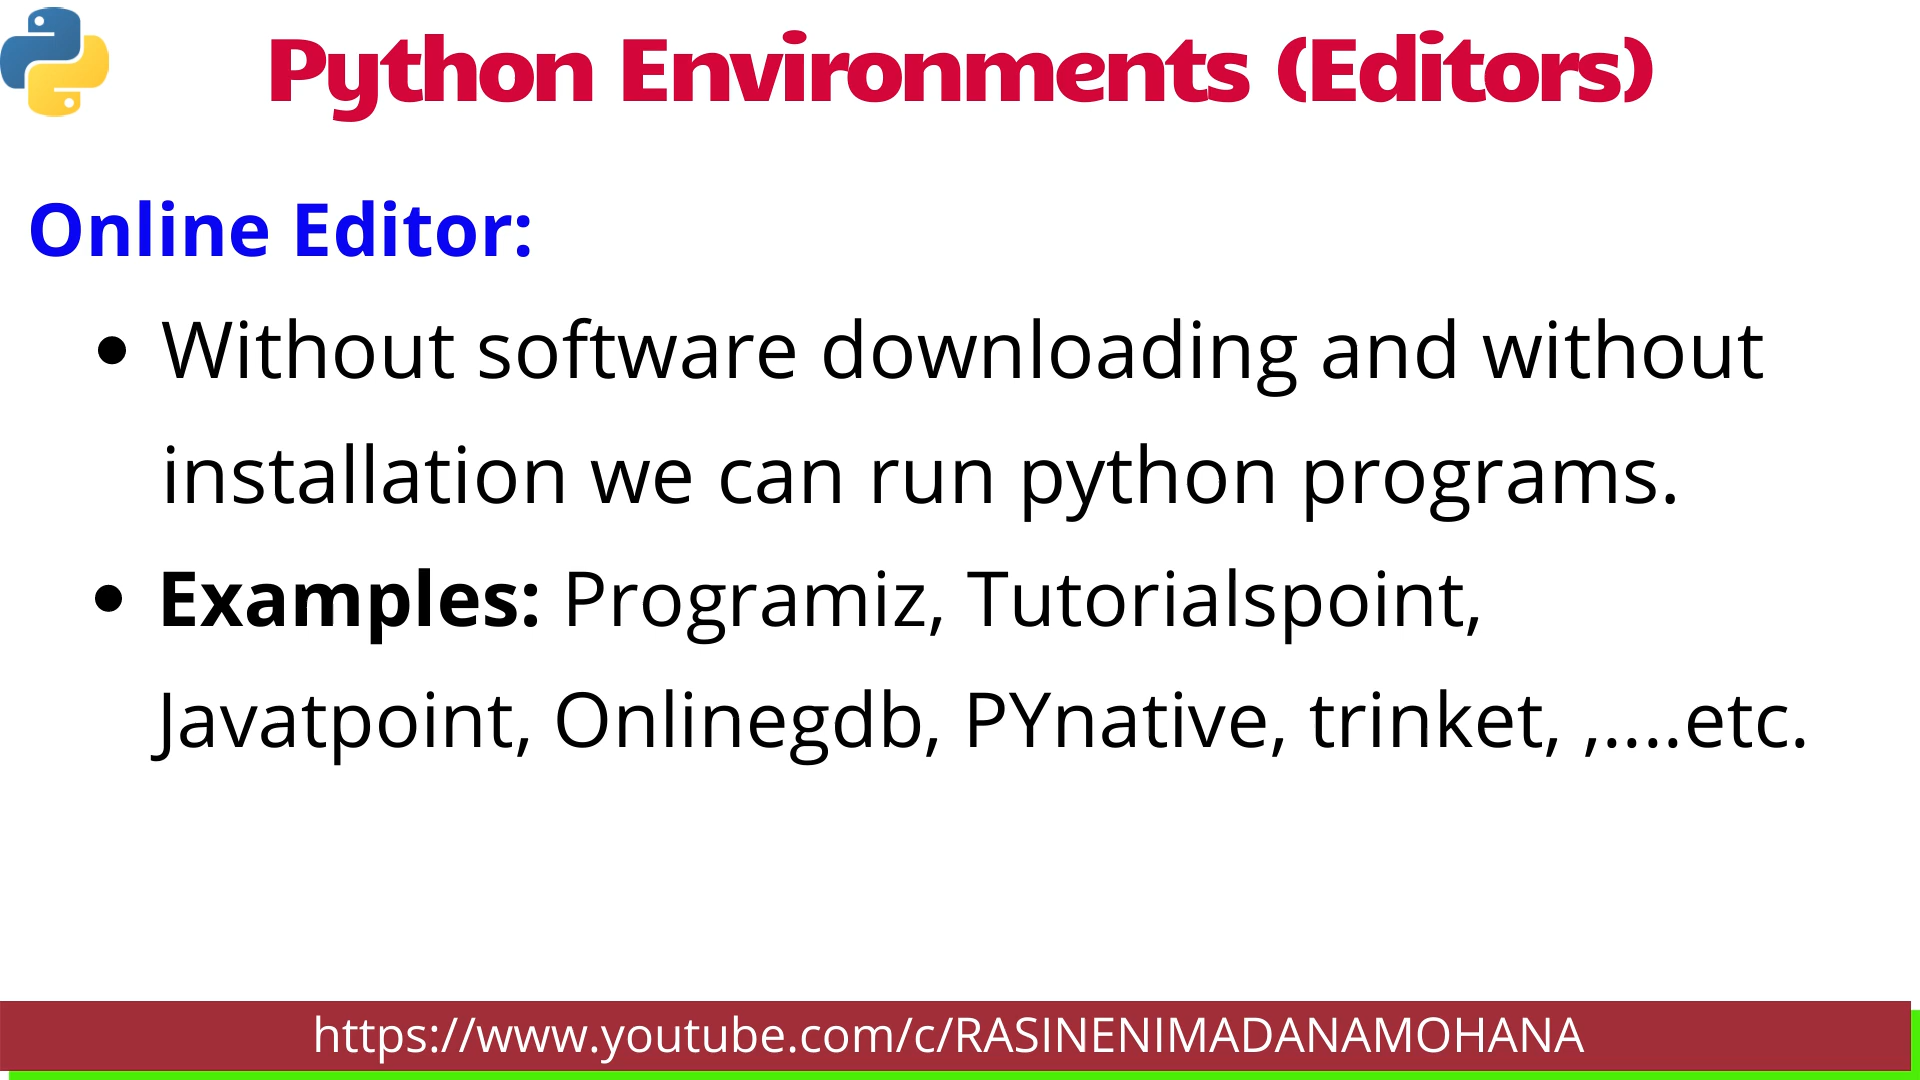 Python Environments (Editors)
Online Editor:
• Without software downloading and without
installation we can run python programs.
• Examples: Programiz, Tutorialspoint,
Javatpoint, Onlinegdb, PYnative, trinket, ,....etc.
https://www.youtube.com/c/RASINENIMADANAMOHANA